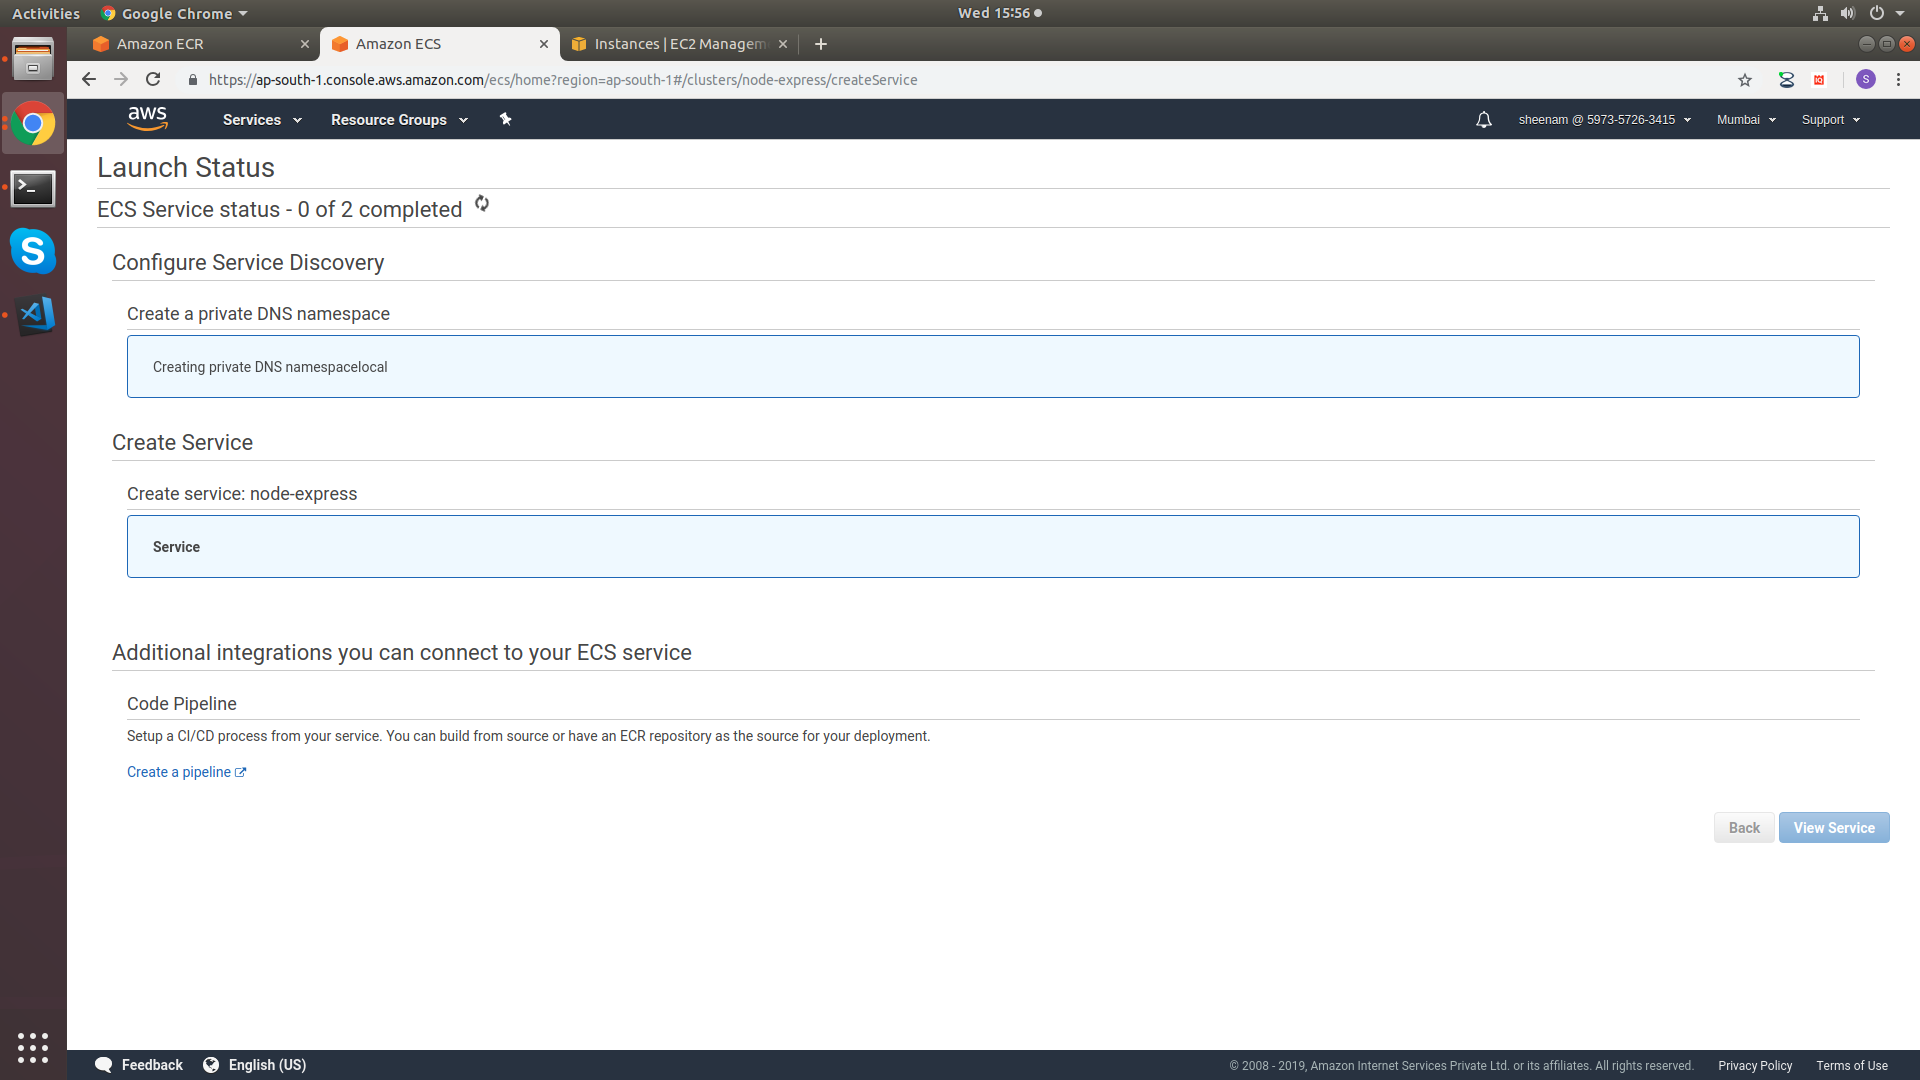 Activities Google Chrome Wed 15:56
Amazon ECR Amazon ECS Instances | EC2 Managem
https://ap-south-1.console.aws.amazon.com/ecs/home?region=ap-south-1#/clusters/node-express/createService S
aws Services Resource Groups sheenam @ 5973-5726-3415 Mumbai Support
Launch Status
ECS Service status - 0 of 2 completed
Configure Service Discovery
Create a private DNS namespace
Creating private DNS namespacelocal
Create Service
Create service: node-express
Service
Additional integrations you can connect to your ECS service
Code Pipeline
Setup a CI/CD process from your service. You can build from source or have an ECR repository as the source for your deployment.
Create a pipeline
Back View Service
Feedback English (US) © 2008 - 2019, Amazon Internet Services Private Ltd. or its affiliates. All rights reserved. Privacy Policy Terms of Use